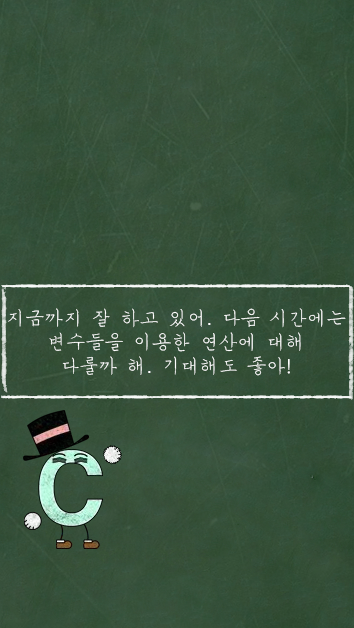 지금까지 잘 하고 있어. 다음 시간에는
변수들을 이용한 연산에 대해
다룰까 해. 기대해도 좋아!
C